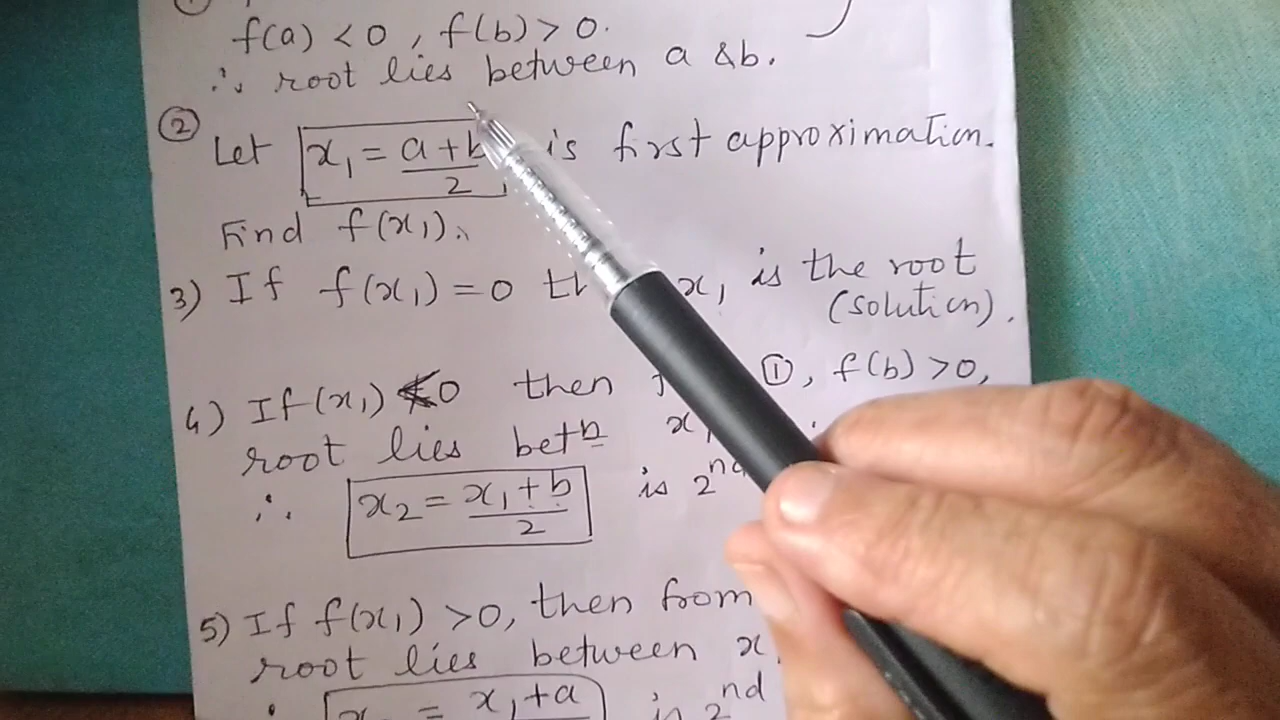 f(a) < 0 , f(b) > 0.
∴ root lies between a & b.
②
Let x₁ = a+b/2 is first approximation.
Find f(x₁).
3) If f(x₁) = 0 x₁ is the root
(solution).
4) If (x₁) < 0 then ①, f(b) > 0,
root lies betn x₁
∴ x₂ = x₁ + b/2 is 2nd
5) If f(x₁) > 0, then from
root lies between x
x₁ + a is 2nd